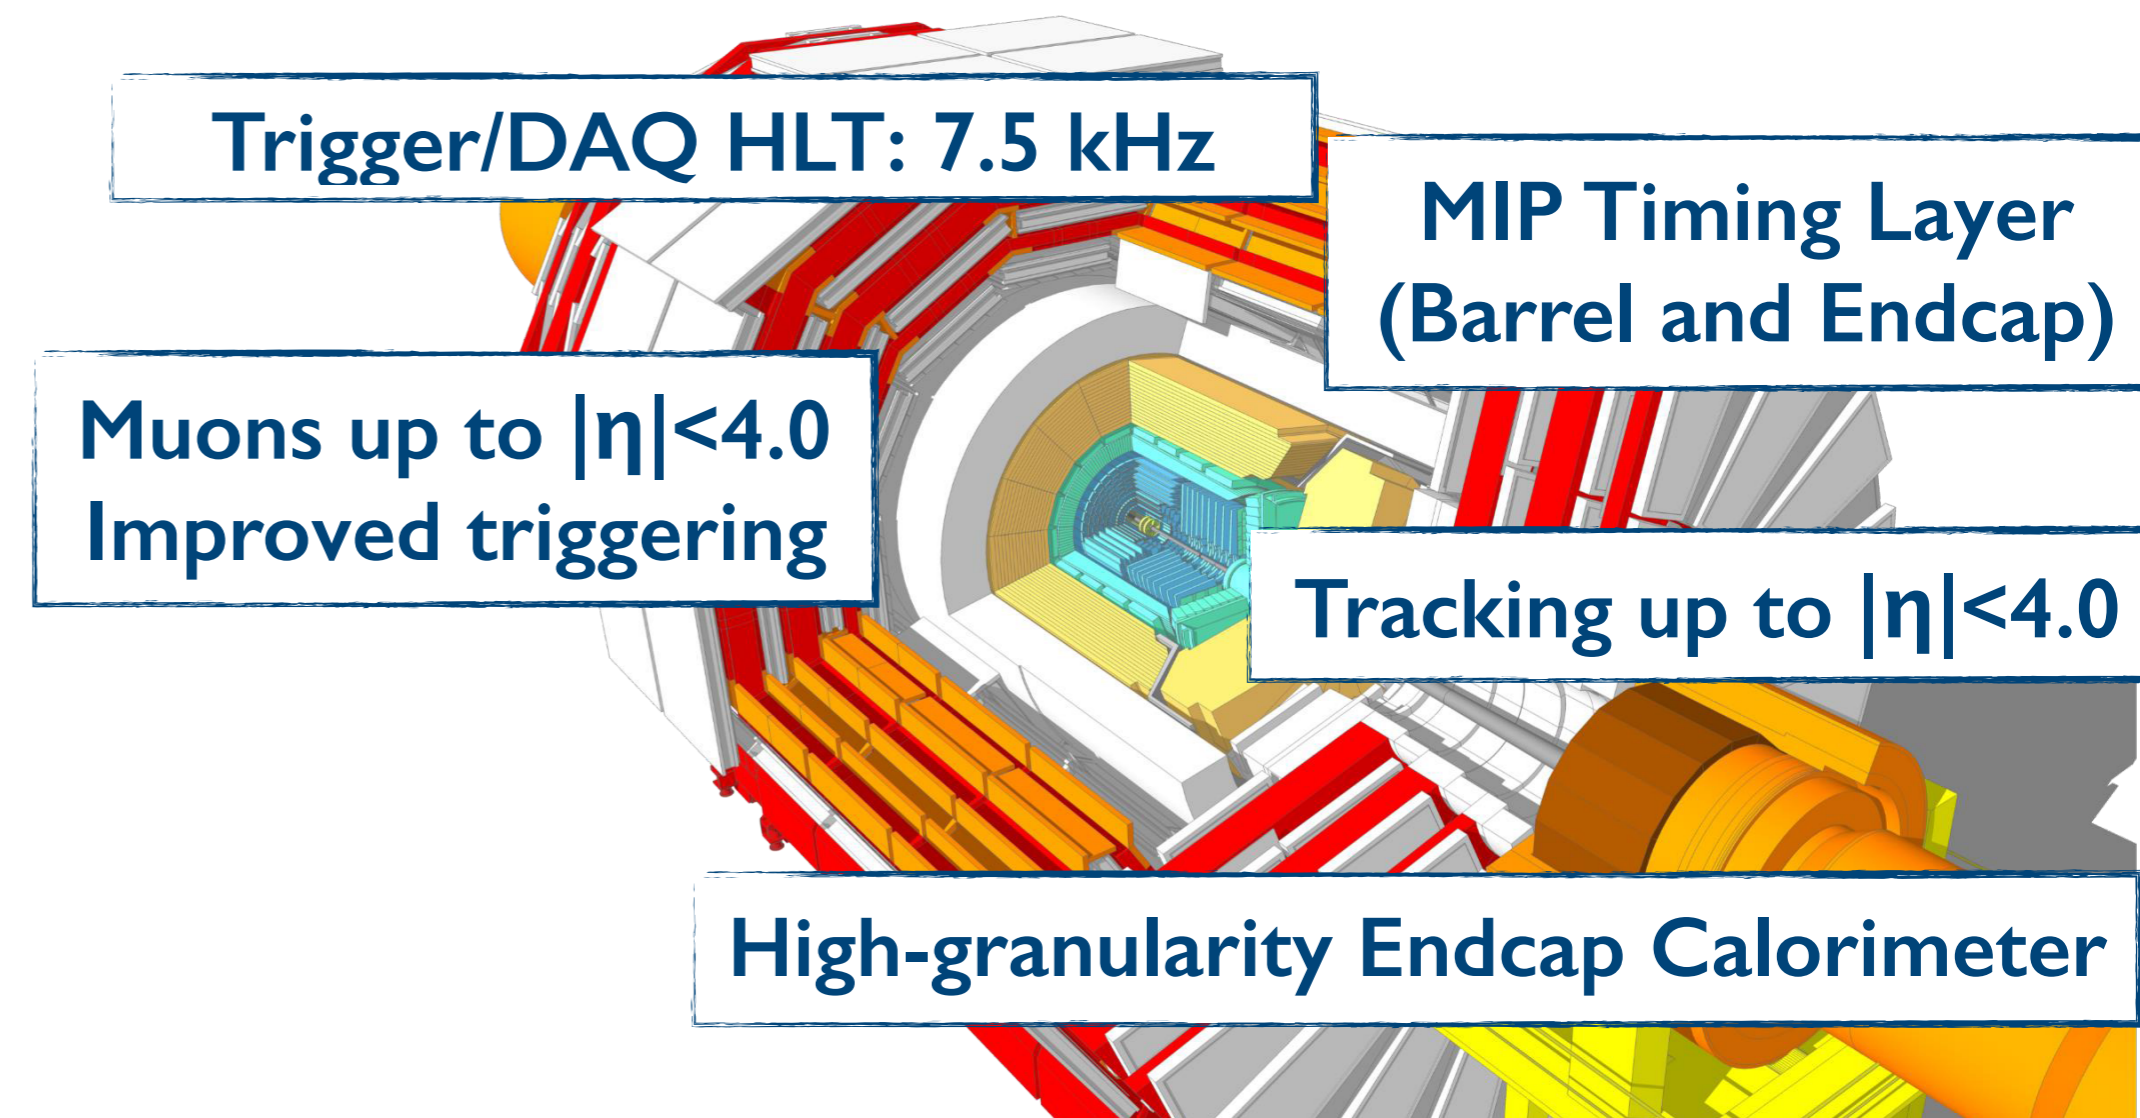 Trigger/DAQ HLT: 7.5 kHz
MIP Timing Layer
(Barrel and Endcap)
Muons up to |η|<4.0
Improved triggering
Tracking up to |η|<4.0
High-granularity Endcap Calorimeter